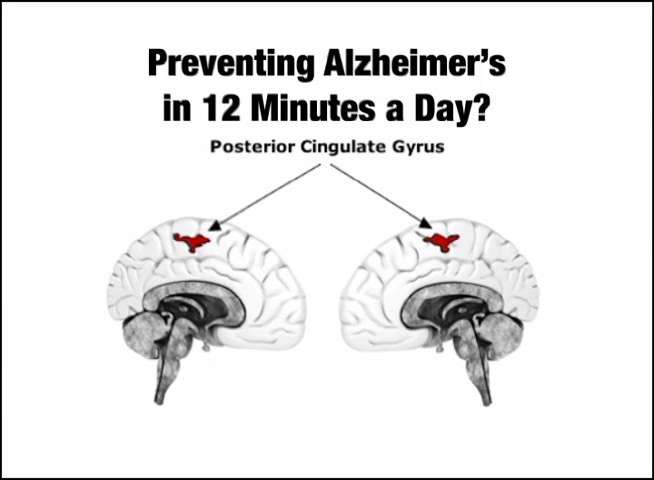 Preventing Alzheimer’s
in 12 Minutes a Day?
Posterior Cingulate Gyrus